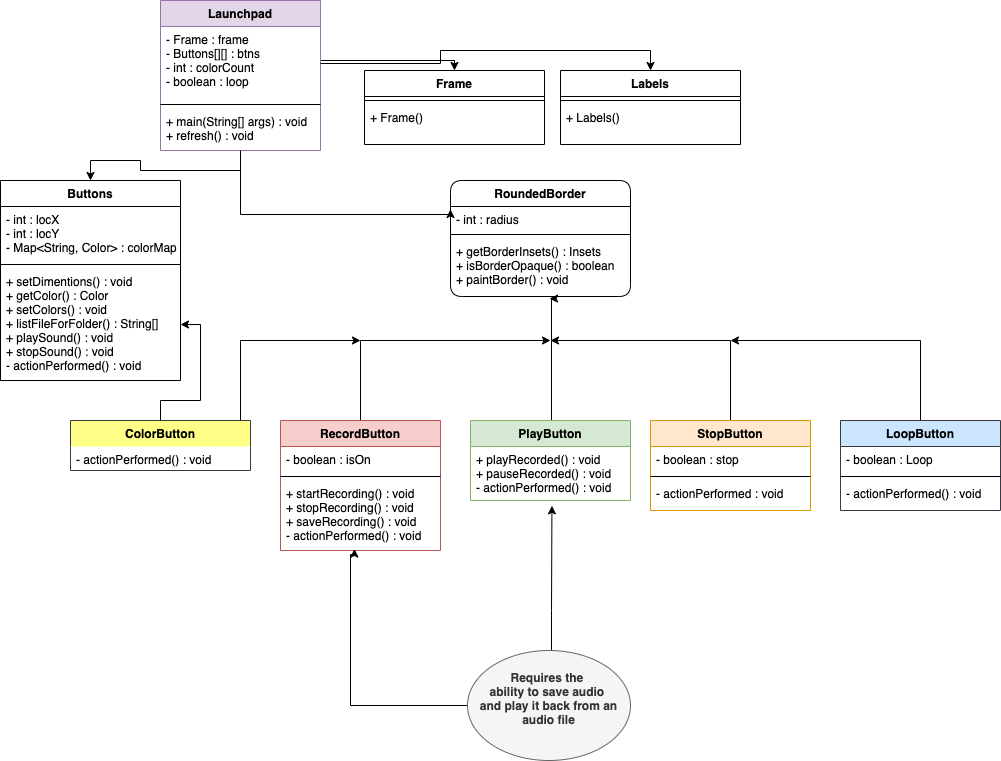 Launchpad
- Frame : frame
- Buttons[][] : btns
- int : colorCount
- boolean : loop
+ main(String[] args) : void
+ refresh() : void
Frame
+ Frame()
Labels
+ Labels()
Buttons
- int : locX
- int : locY
- Map<String, Color> : colorMap
+ setDimentions() : void
+ getColor() : Color
+ setColors() : void
+ listFileForFolder() : String[]
+ playSound() : void
+ stopSound() : void
- actionPerformed() : void
RoundedBorder
- int : radius
+ getBorderInsets() : Insets
+ isBorderOpaque() : boolean
+ paintBorder() : void
ColorButton
- actionPerformed() : void
RecordButton
- boolean : isOn
+ startRecording() : void
+ stopRecording() : void
+ saveRecording() : void
- actionPerformed() : void
PlayButton
+ playRecorded() : void
+ pauseRecorded() : void
- actionPerformed() : void
StopButton
- boolean : stop
- actionPerformed : void
LoopButton
- boolean : Loop
- actionPerformed() : void
Requires the
ability to save audio
and play it back from an
audio file